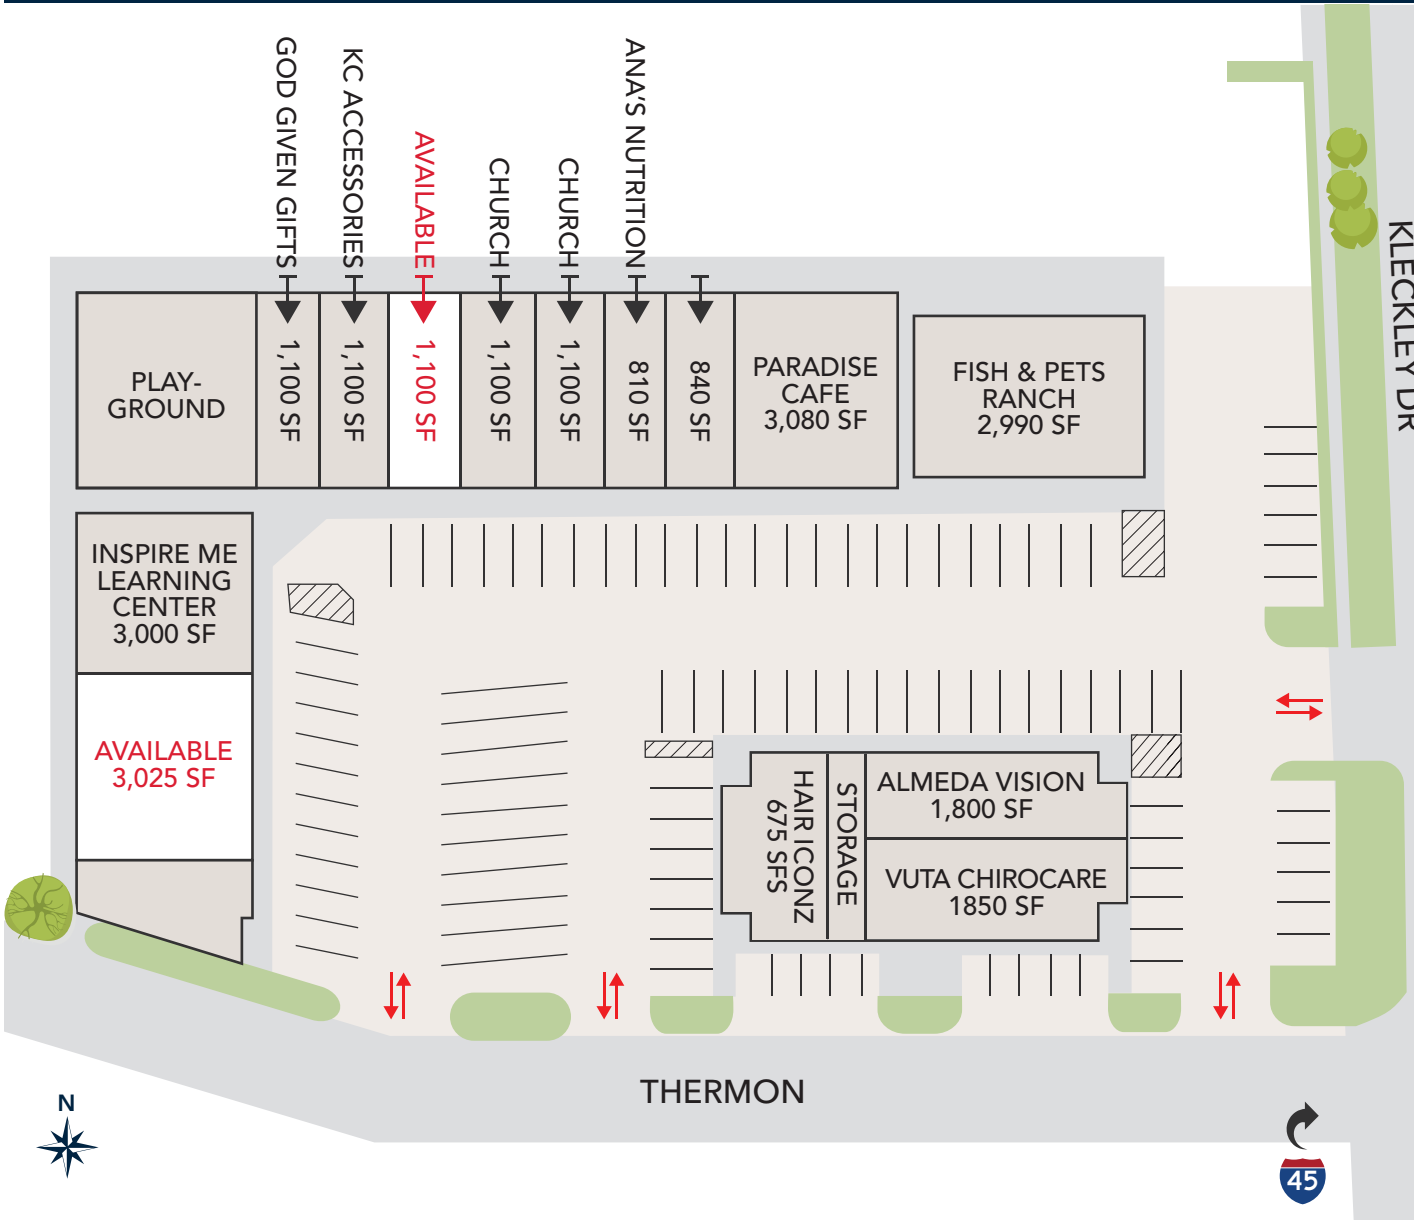 GOD GIVEN GIFTS
KC ACCESSORIES
AVAILABLE
CHURCH
CHURCH
ANA'S NUTRITION
KLECKLEY DR
PLAY-
GROUND
1,100 SF
1,100 SF
1,100 SF
1,100 SF
1,100 SF
810 SF
840 SF
PARADISE
CAFE
3,080 SF
FISH & PETS
RANCH
2,990 SF
INSPIRE ME
LEARNING
CENTER
3,000 SF
AVAILABLE
3,025 SF
HAIR ICONZ
675 SFS
STORAGE
ALMEDA VISION
1,800 SF
VUTA CHIROCARE
1850 SF
THERMON
N
45